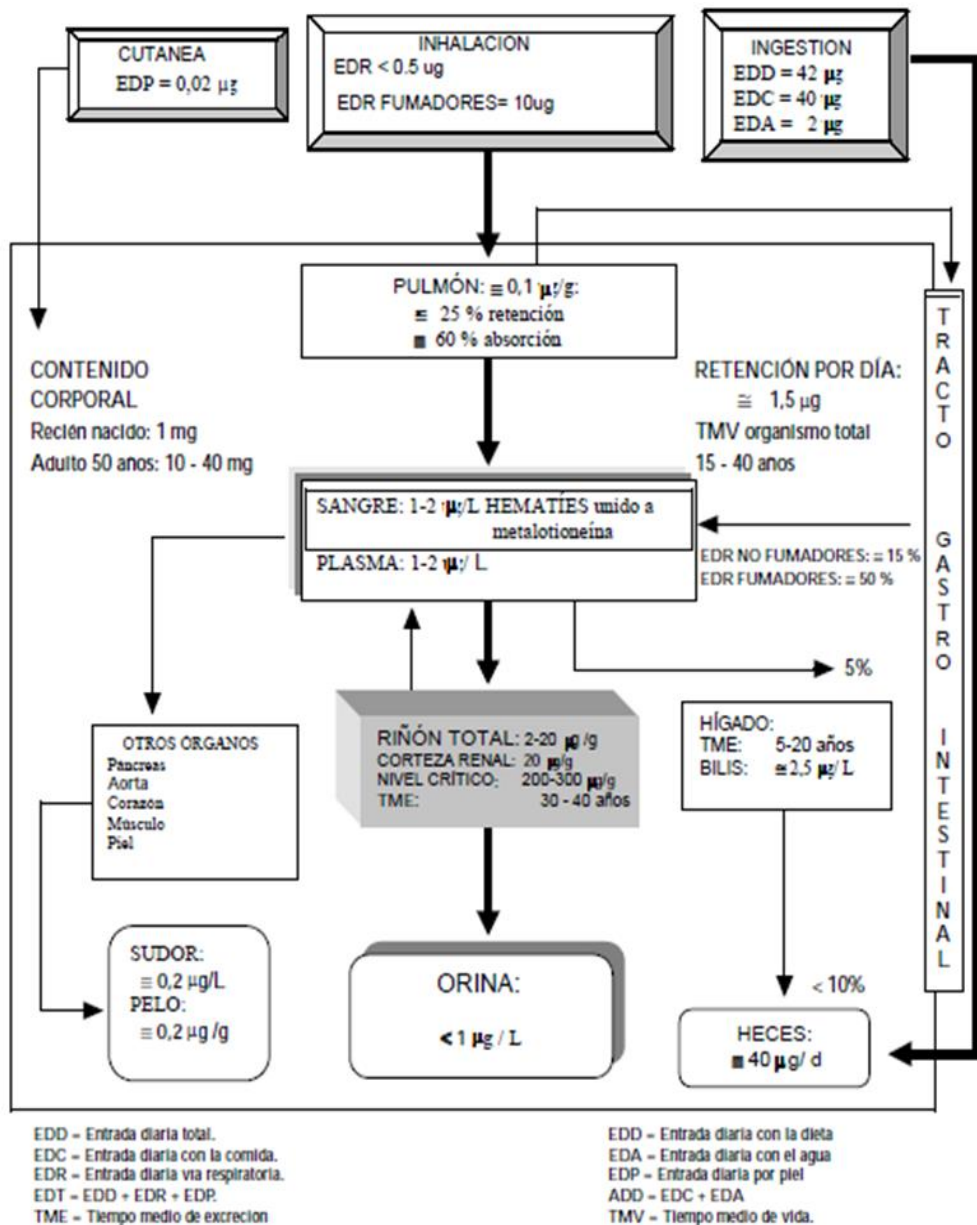 CUTANEA
EDP = 0,02 µg
INHALACION
EDR < 0.5 ug
EDR FUMADORES= 10ug
INGESTION
EDD = 42 µg
EDC = 40 µg
EDA = 2 µg
PULMÓN: ≅ 0,1 µg/g:
≅ 25 % retención
≅ 60 % absorción
CONTENIDO
CORPORAL
Recién nacido: 1 mg
Adulto 50 anos: 10 - 40 mg
RETENCIÓN POR DÍA:
≅ 1,5 µg
TMV organismo total
15 - 40 anos
TRACTO GASTRO INTESTINAL
SANGRE: 1-2 µg/L HEMATÍES unido a
metalotioneína
PLASMA: 1-2 µg/ L
EDR NO FUMADORES: ≅ 15 %
EDR FUMADORES: ≅ 50 %
5%
OTROS ÓRGANOS
Páncreas
Aorta
Corazón
Músculo
Piel
RIÑÓN TOTAL: 2-20 µg /g
CORTEZA RENAL: 20 µg/g
NIVEL CRÍTICO: 200-300 µg/g
TME: 30 - 40 años
HÍGADO:
TME: 5-20 años
BILIS: ≅2,5 µg/ L
SUDOR:
≅ 0,2 µg/L
PELO:
≅ 0,2 µg /g
ORINA:
< 1 µg / L
< 10%
HECES:
≅ 40 µg/ d
EDD = Entrada diaria total.
EDC = Entrada diaria con la comida.
EDR = Entrada diaria via respiratoria.
EDT = EDD + EDR + EDP.
TME = Tiempo medio de excrecion
EDD = Entrada diaria con la dieta
EDA = Entrada diaria con el agua
EDP = Entrada diaria por piel
ADD = EDC + EDA
TMV = Tiempo medio de vida.